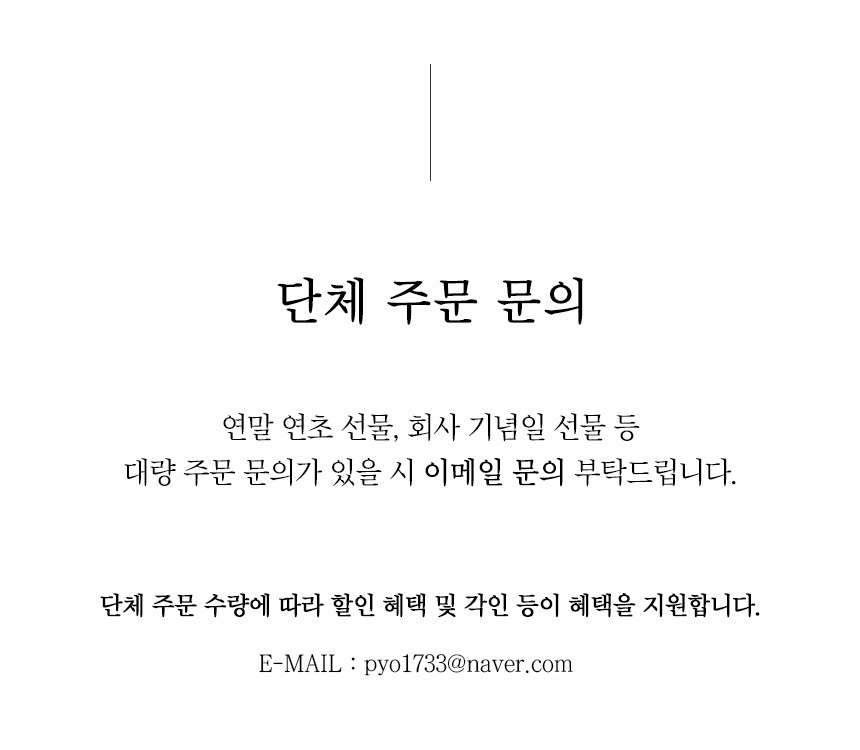 단체 주문 문의
연말 연초 선물, 회사 기념일 선물 등
대량 주문 문의가 있을 시 이메일 문의 부탁드립니다.
단체 주문 수량에 따라 할인 혜택 및 각인 등이 혜택을 지원합니다.
E-MAIL : pyo1733@naver.com